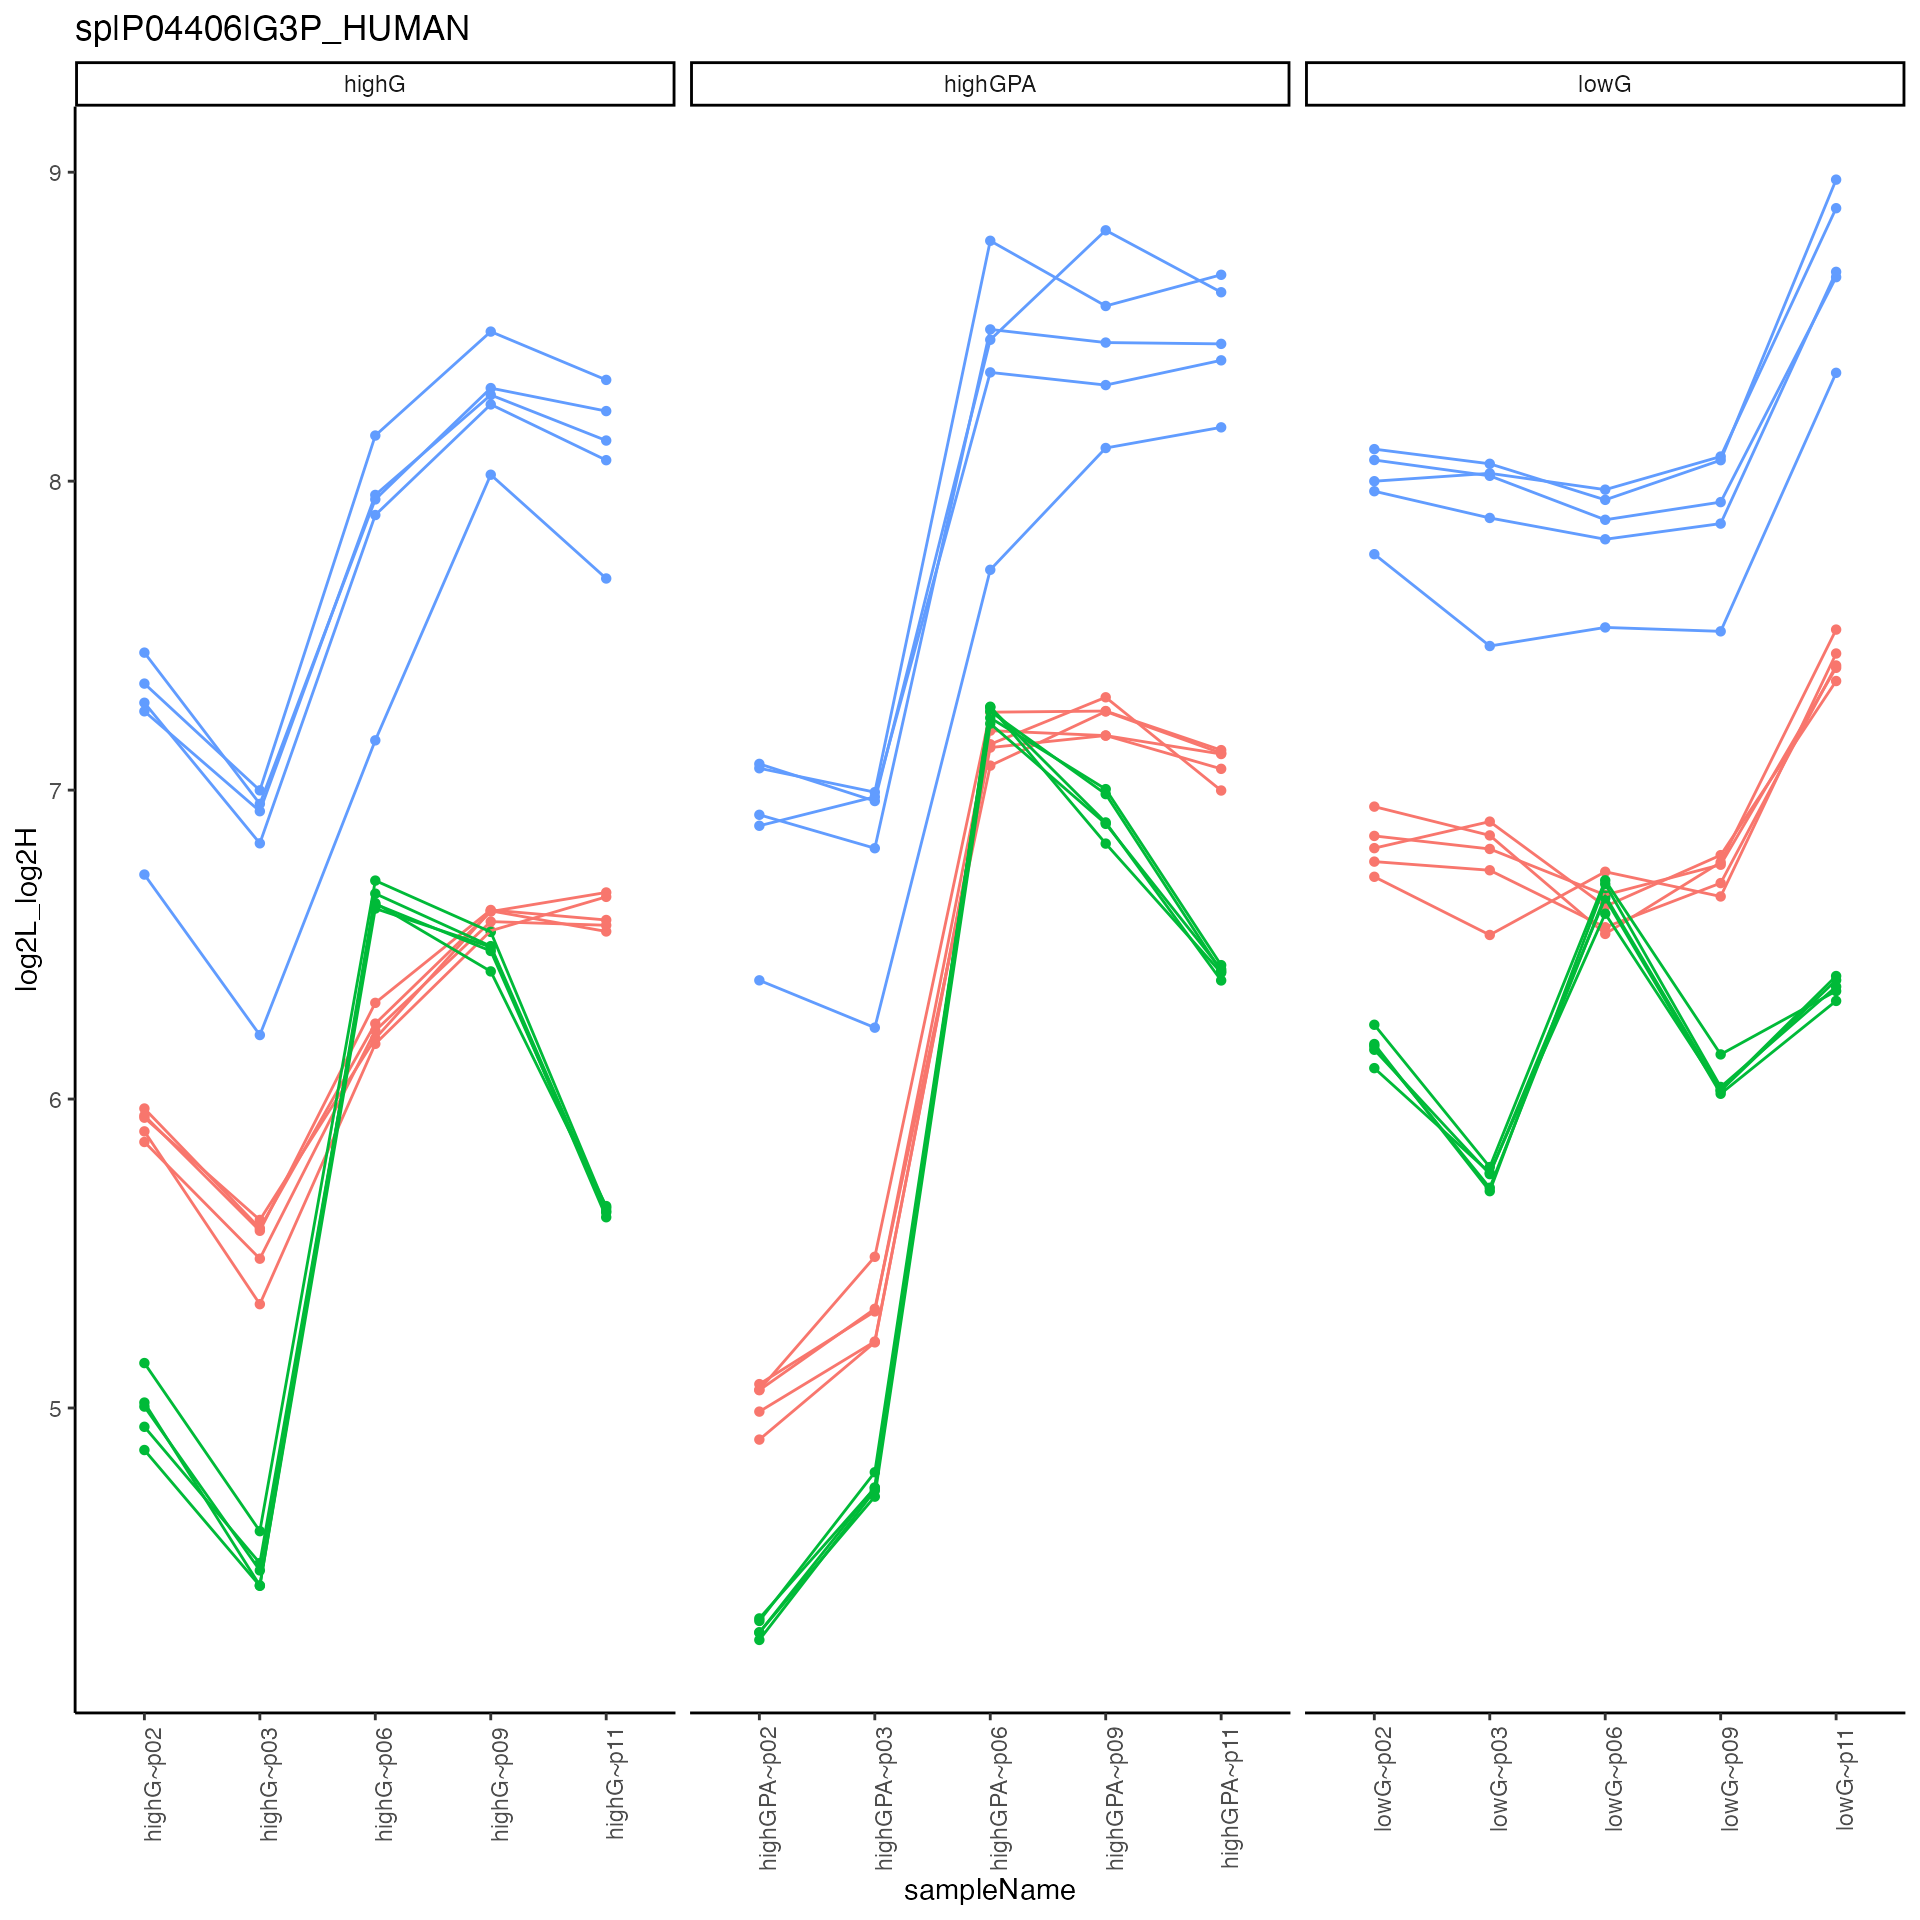 sp|P04406|G3P_HUMAN
highG
highGPA
lowG
9
8
7
6
5
log2L_log2H
highG~p02
highG~p03
highG~p06
highG~p09
highG~p11
highGPA~p02
highGPA~p03
highGPA~p06
highGPA~p09
highGPA~p11
lowG~p02
lowG~p03
lowG~p06
lowG~p09
lowG~p11
sampleName